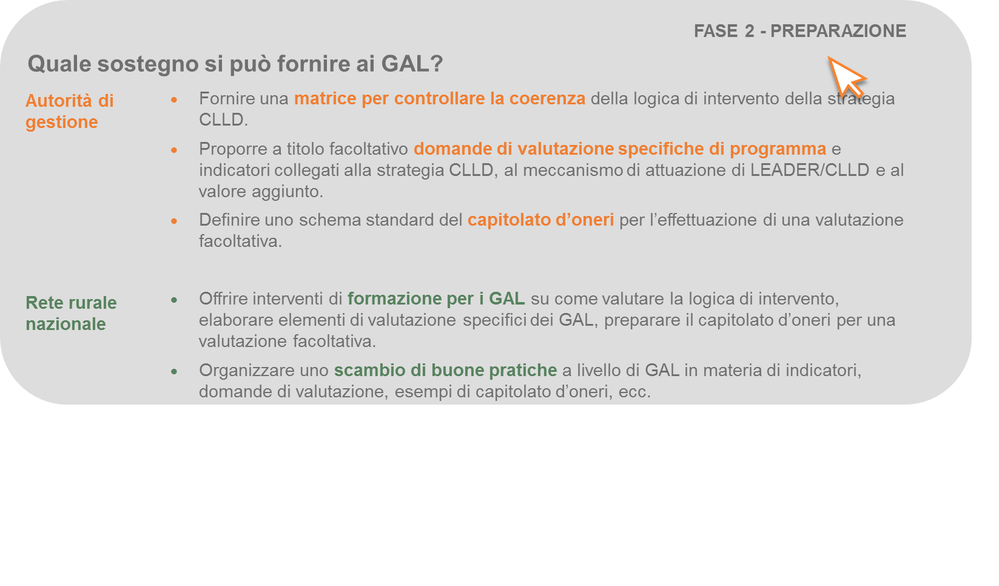 FASE 2 - PREPARAZIONE
Quale sostegno si può fornire ai GAL?
Autorità di
gestione
• Fornire una matrice per controllare la coerenza della logica di intervento della strategia
CLLD.
• Proporre a titolo facoltativo domande di valutazione specifiche di programma e
indicatori collegati alla strategia CLLD, al meccanismo di attuazione di LEADER/CLLD e al
valore aggiunto.
• Definire uno schema standard del capitolato d’oneri per l’effettuazione di una valutazione
facoltativa.
Rete rurale
nazionale
• Offrire interventi di formazione per i GAL su come valutare la logica di intervento,
elaborare elementi di valutazione specifici dei GAL, preparare il capitolato d’oneri per una
valutazione facoltativa.
• Organizzare uno scambio di buone pratiche a livello di GAL in materia di indicatori,
domande di valutazione, esempi di capitolato d’oneri, ecc.